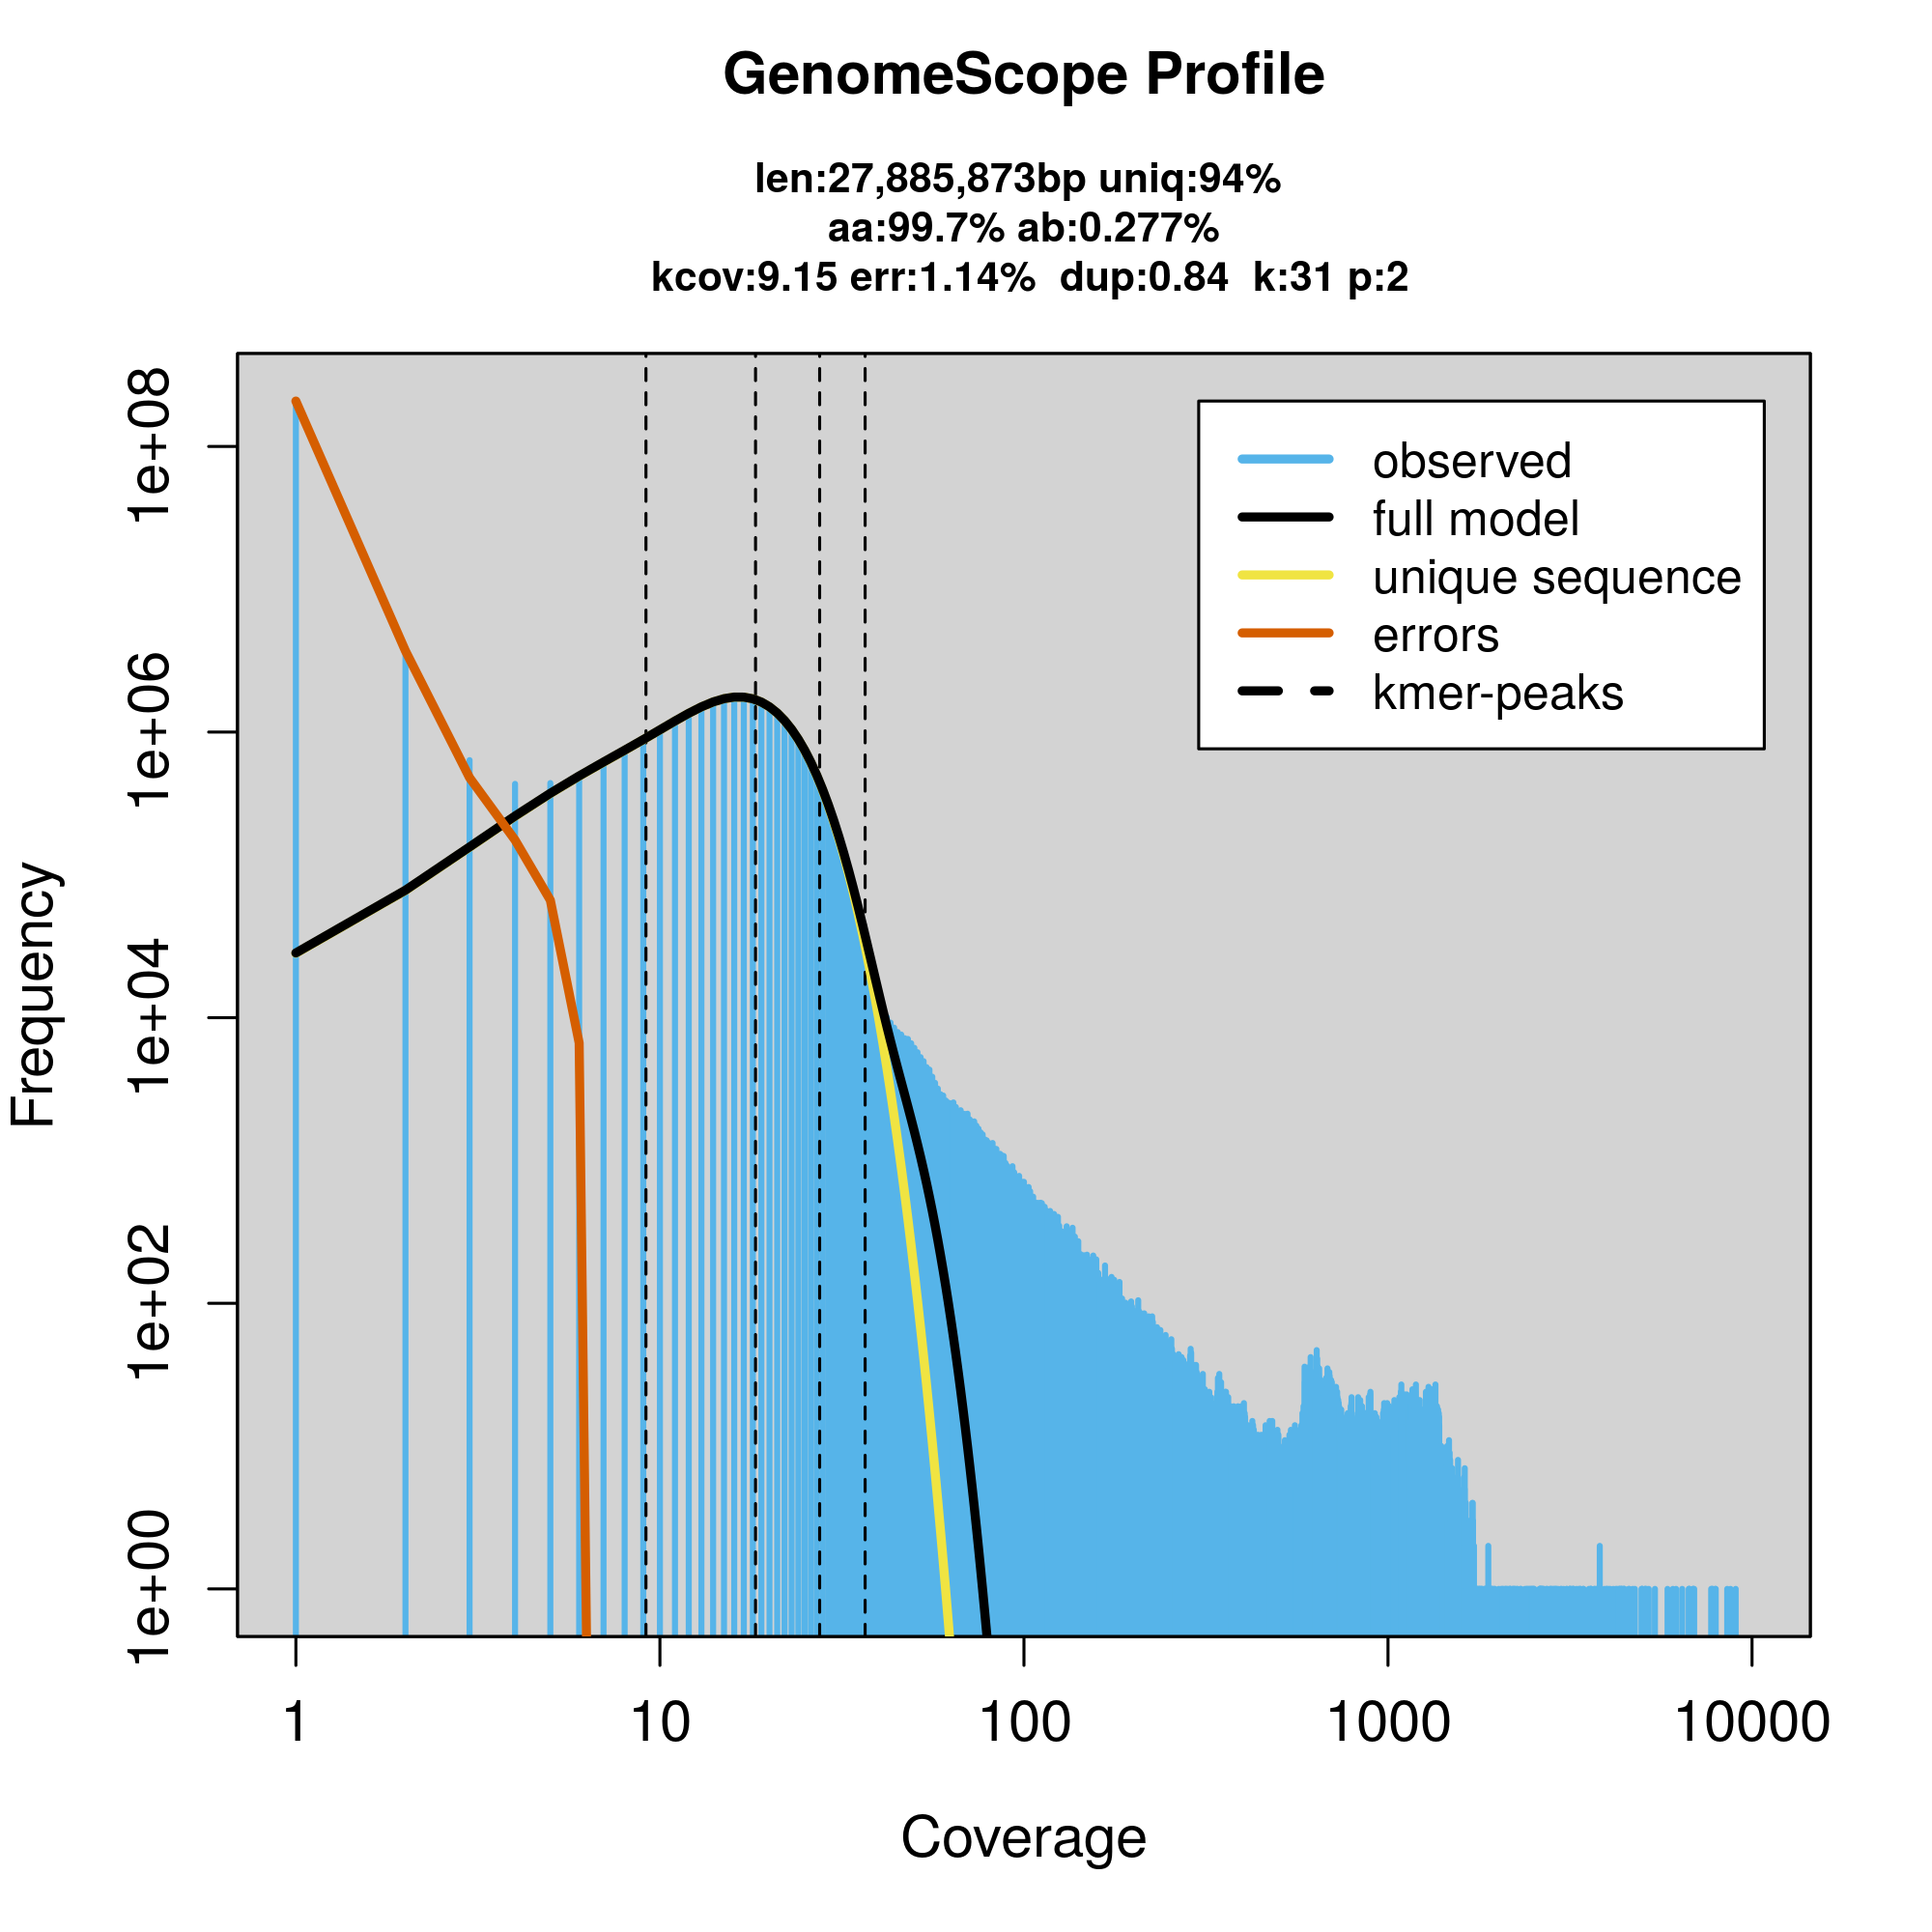 GenomeScope Profile
len:27,885,873bp uniq:94%
aa:99.7% ab:0.277%
kcov:9.15 err:1.14%  dup:0.84  k:31 p:2
observed
full model
unique sequence
errors
kmer-peaks
Frequency
1e+08
1e+06
1e+04
1e+02
1e+00
1
10
100
1000
10000
Coverage